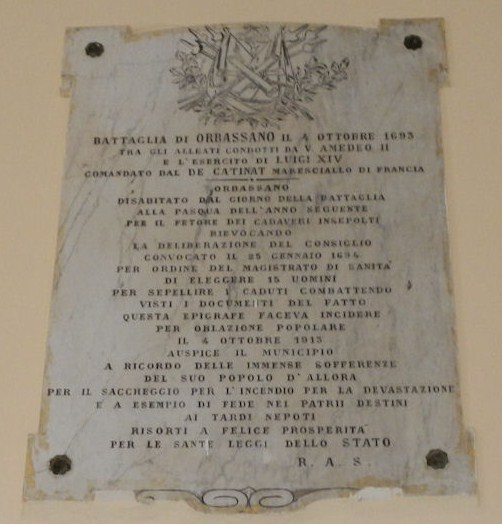 BATTAGLIA DI ORBASSANO IL 4 OTTOBRE 1693
FRA GLI ALLEATI CONDOTTI DA V. AMEDEO II
E L'ESERCITO DI LUIGI XIV
COMANDATO DAL DE CATINAT MARESCIALLO DI FRANCIA
ORBASSANO
DISABITATO DAL GIORNO DELLA BATTAGLIA
ALLA PASQUA DELL'ANNO SEGUENTE
PER IL FETORE DEI CADAVERI INSEPOLTI
RIEVOCANDO
LA DELIBERAZIONE DEL CONSIGLIO
CONVOCATO IL 25 GENNAIO 1694
PER ORDINE DEL MAGISTRATO DI SANITA'
DI ELEGGERE 15 UOMINI
PER SEPELLIRE I CADUTI COMBATTENDO
VISTI I DOCUMENTI DEL FATTO
QUESTA EPIGRAFE FACEVA INCIDERE
PER OBLAZIONE POPOLARE
IL 4 OTTOBRE 1913
AUSPICE IL MUNICIPIO
A RICORDO DELLE IMMENSE SOFFERENZE
DEL SUO POPOLO D'ALLORA
PER IL SACCHEGGIO PER L'INCENDIO PER LA DEVASTAZIONE
E A ESEMPIO DI FEDE NEI PATRII DESTINI
AI TARDI NEPOTI
RISORTI A FELICE PROSPERITA'
PER LE SANTE LEGGI DELLO STATO
R. A. S.